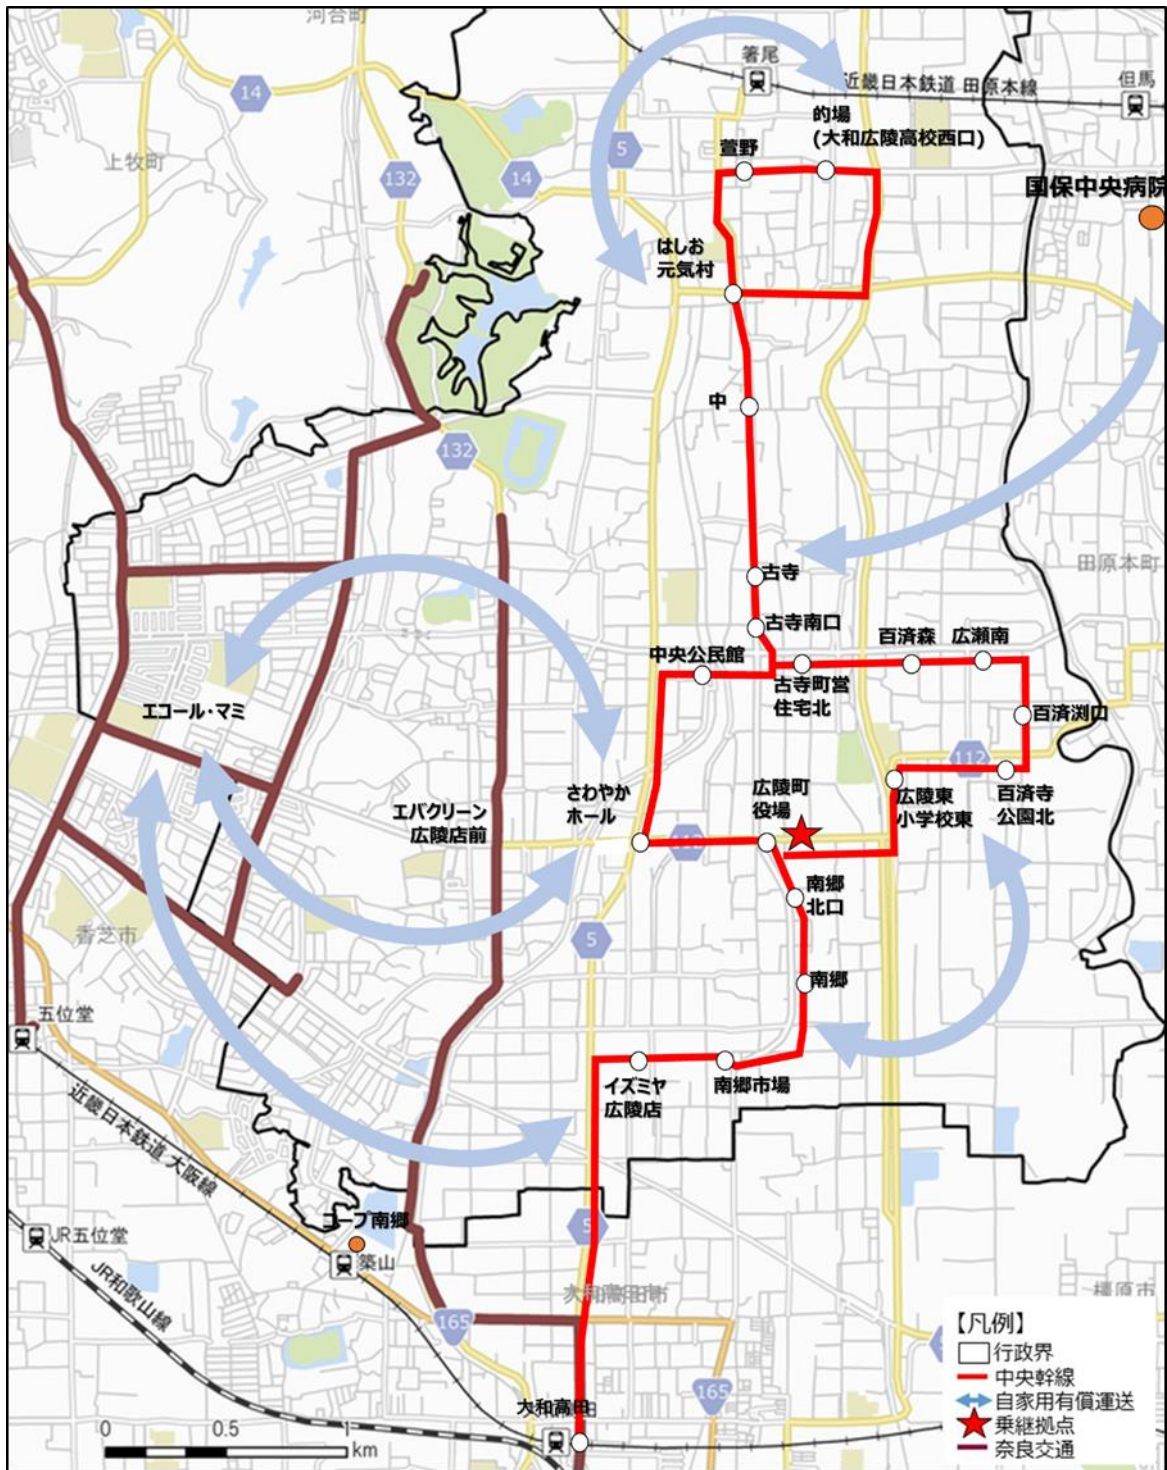 河合町
箸尾
近畿日本鉄道 田原本線
但馬
14
的場
(大和広陵高校西口)
5
萱野
上牧町
132
14
国保中央病院
はしお
元気村
中
132
古寺
田原本町
古寺南口
百済森
広瀬南
中央公民館
古寺町営
住宅北
エコール・マミ
百済渕口
112
広陵町
役場
さわやか
ホール
エバクリーン
広陵店前
広陵東
小学校東
百済寺
公園北
南郷
北口
香芝市
5
南郷
五位堂
イズミヤ
広陵店
南郷市場
近畿日本鉄道 大阪線
コープ南郷
5
JR五位堂
築山
JR和歌山線
大和高田市
橿原市
165
165
【凡例】
行政界
中央幹線
自家用有償運送
乗継拠点
奈良交通
大和高田
0 0.5 1
km